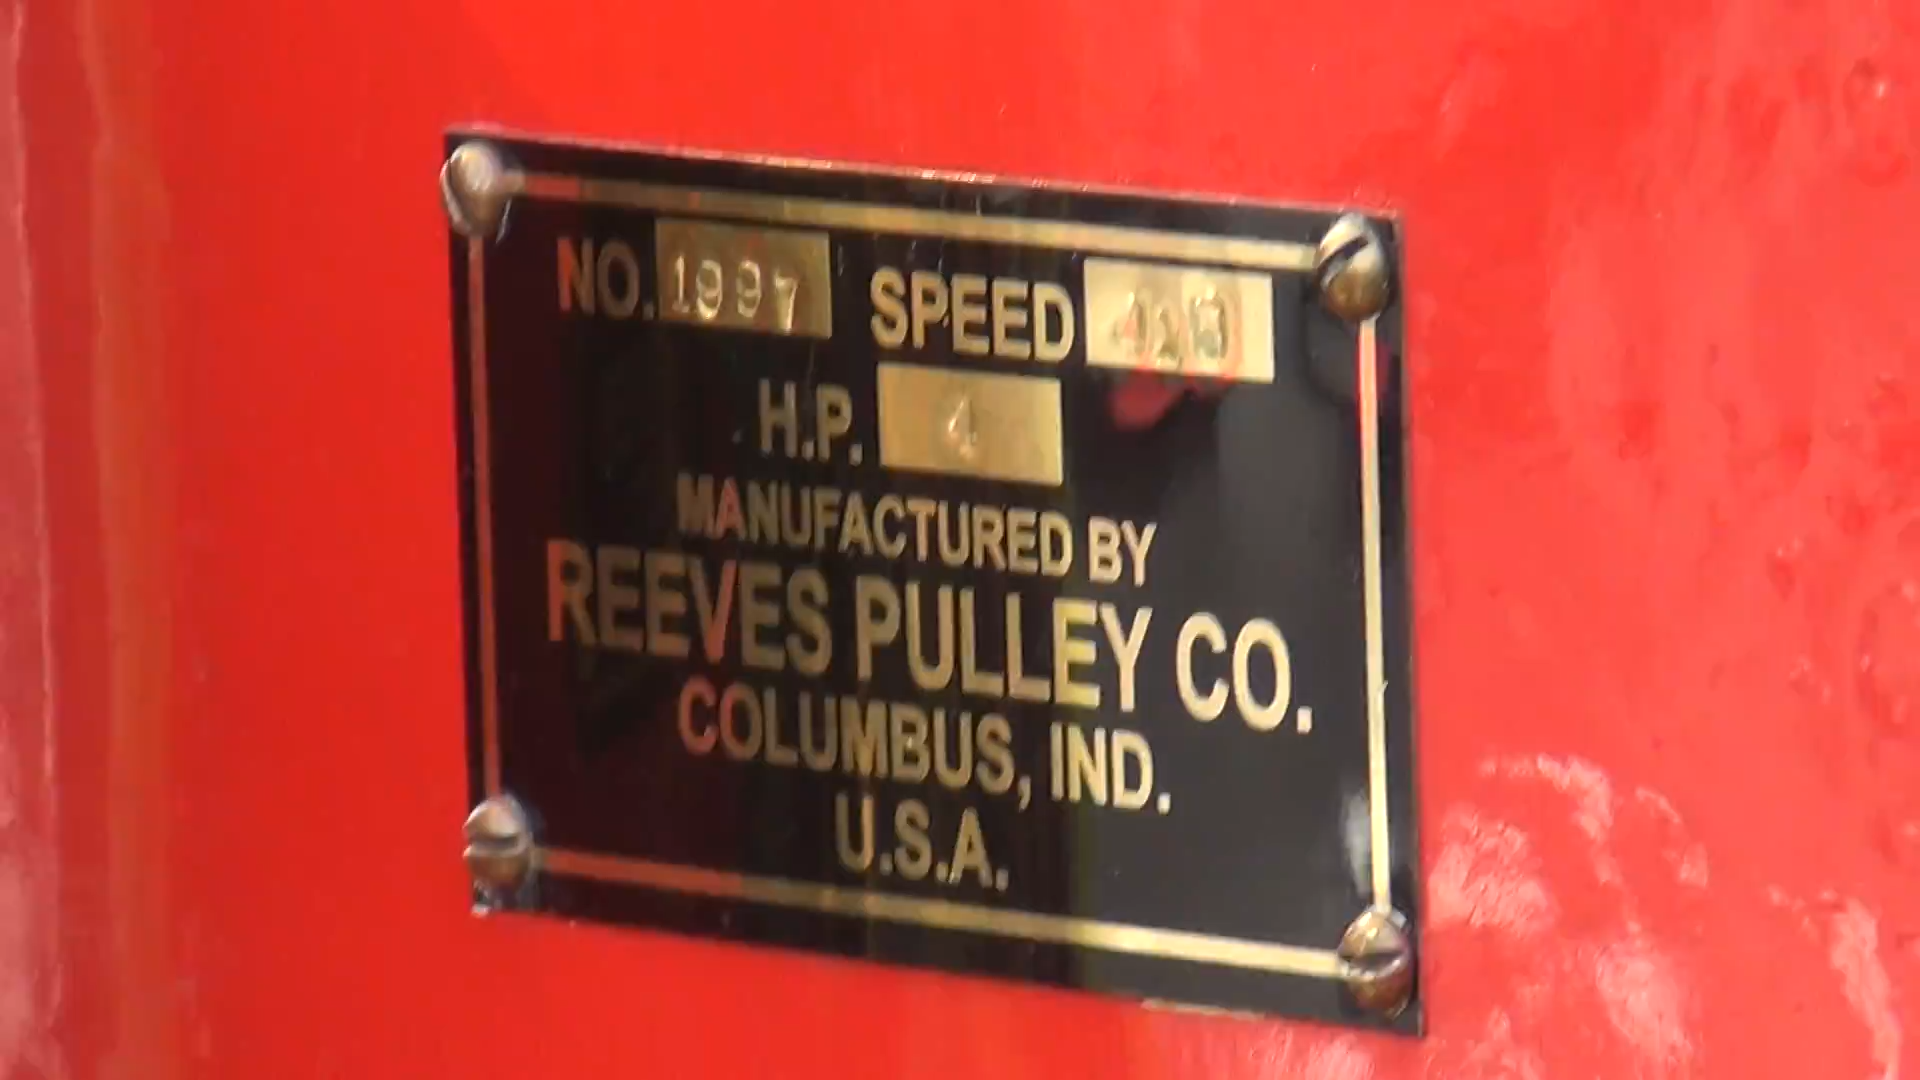 NO. 1997 SPEED
H.P. 4
MANUFACTURED BY
REEVES PULLEY CO.
COLUMBUS, IND.
U.S.A.